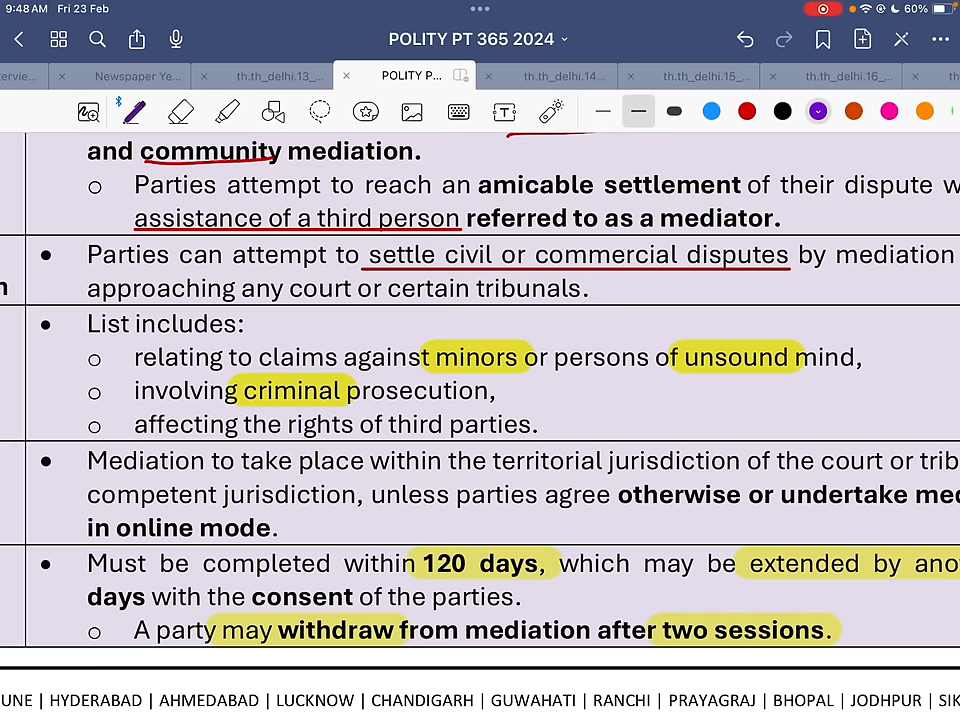 9:48 AM Fri 23 Feb
60%
POLITY PT 365 2024
Newspaper Ye...
th.th_delhi.13_...
POLITY P...
th.th_delhi.14...
th.th_delhi.15_...
th.th_delhi.16_...
and community mediation.
o Parties attempt to reach an amicable settlement of their dispute w
assistance of a third person referred to as a mediator.
• Parties can attempt to settle civil or commercial disputes by mediation
approaching any court or certain tribunals.
• List includes:
o relating to claims against minors or persons of unsound mind,
o involving criminal prosecution,
o affecting the rights of third parties.
• Mediation to take place within the territorial jurisdiction of the court or trib
competent jurisdiction, unless parties agree otherwise or undertake med
in online mode.
• Must be completed within 120 days, which may be extended by ano
days with the consent of the parties.
o A party may withdraw from mediation after two sessions.
UNE | HYDERABAD | AHMEDABAD | LUCKNOW | CHANDIGARH | GUWAHATI | RANCHI | PRAYAGRAJ | BHOPAL | JODHPUR | SIK